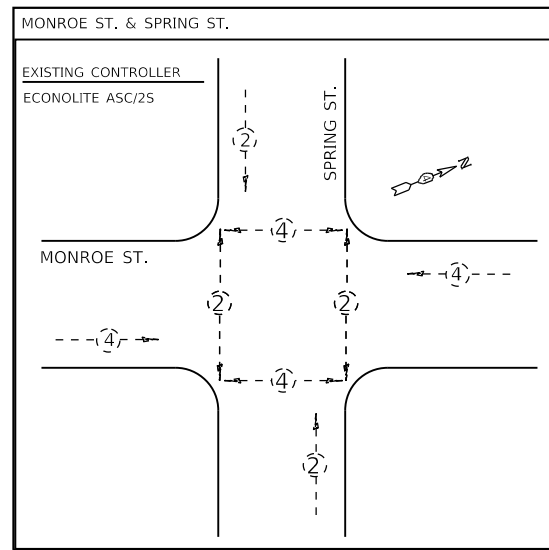 MONROE ST. & SPRING ST.
EXISTING CONTROLLER
ECONOLITE ASC/2S
2
SPRING ST.
N
4
MONROE ST.
4
2
2
4
4
2